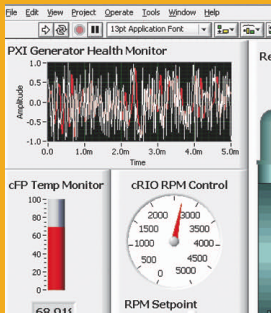 File Edit View Project Operate Tools Window Help
13pt Application Font
PXI Generator Health Monitor
1.0
0.5
0.0
-0.5
-1.0
Amplitude
0.0 1.0m 2.0m 3.0m 4.0m 5.0m
Time
cFP Temp Monitor
100
80
60
40
20
0
cRIO RPM Control
2000 3000
1500 3500
1000 4000
500 4500
0 5000
RPM Setpoint